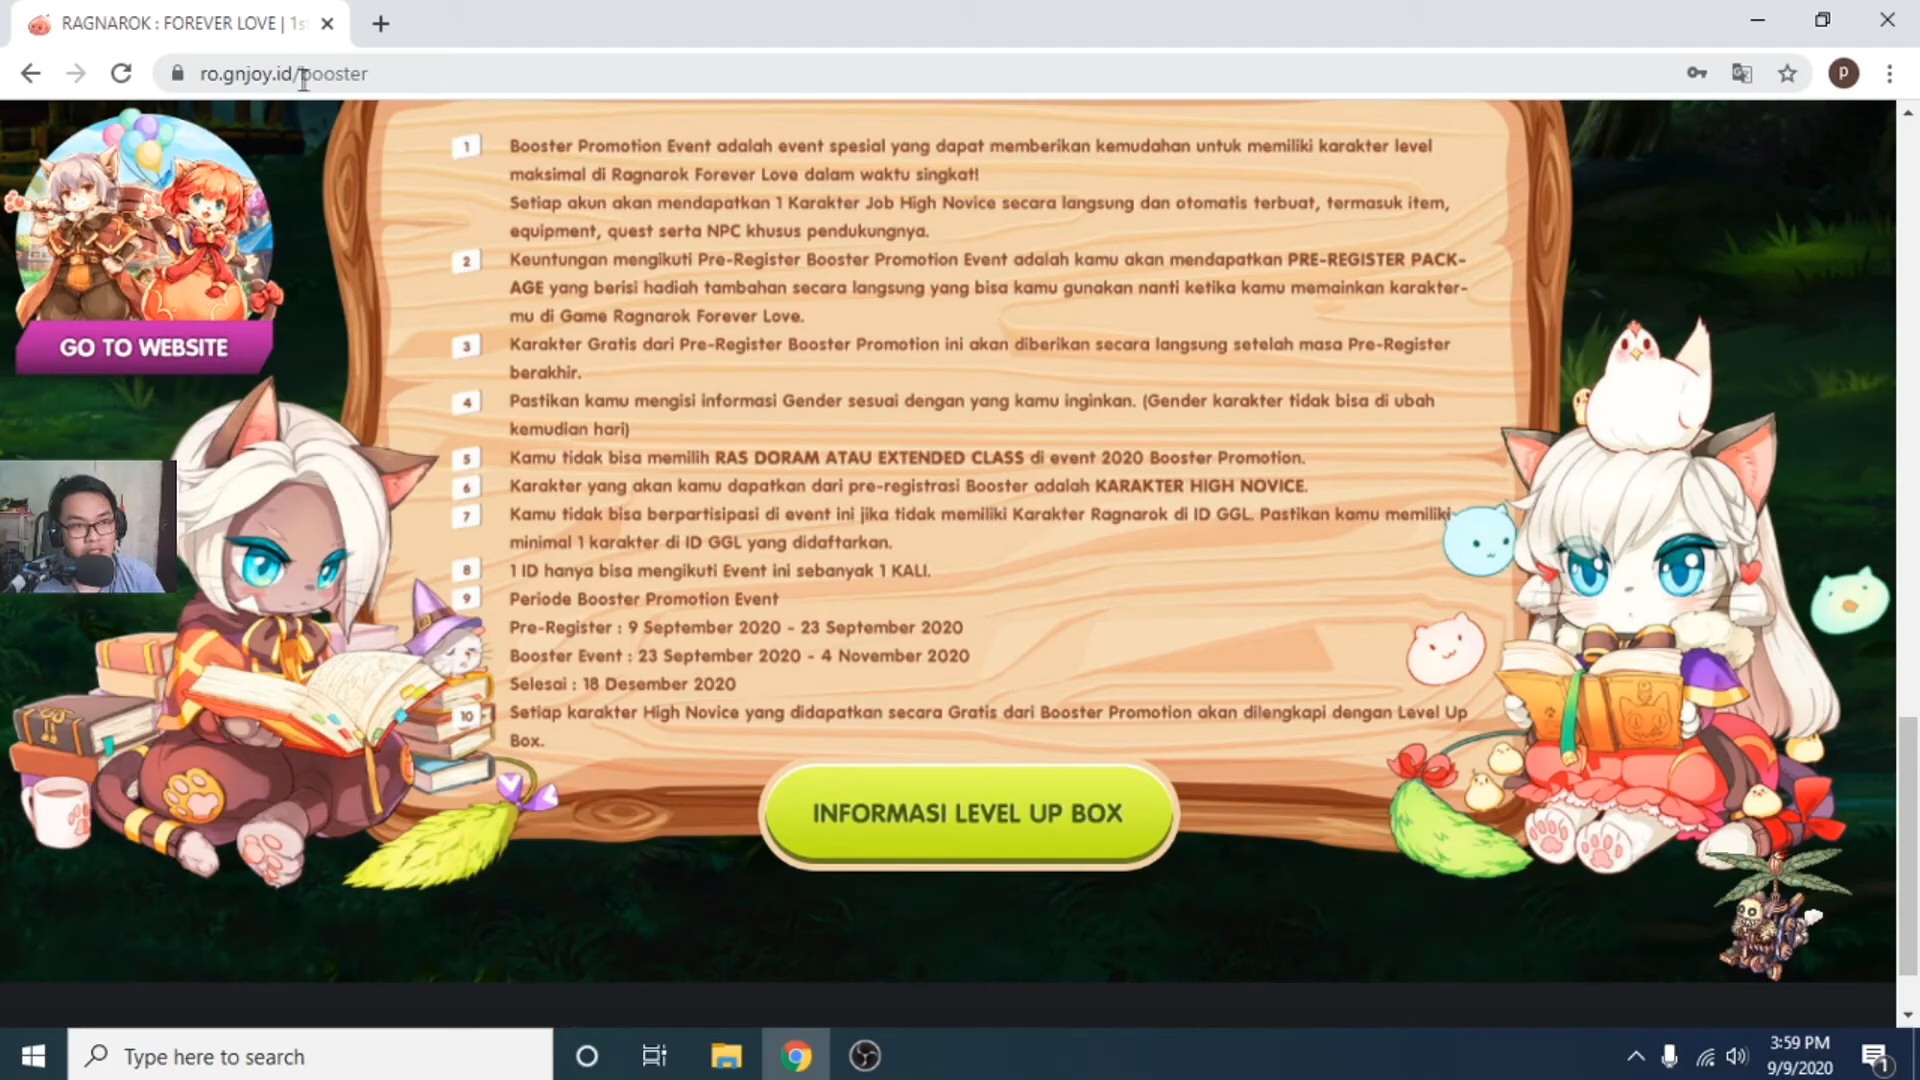 RAGNAROK : FOREVER LOVE | 1s
ro.gnjoy.id/booster
P
GO TO WEBSITE
1 Booster Promotion Event adalah event spesial yang dapat memberikan kemudahan untuk memiliki karakter level
maksimal di Ragnarok Forever Love dalam waktu singkat!
Setiap akun akan mendapatkan 1 Karakter Job High Novice secara langsung dan otomatis terbuat, termasuk item,
equipment, quest serta NPC khusus pendukungnya.
2 Keuntungan mengikuti Pre-Register Booster Promotion Event adalah kamu akan mendapatkan PRE-REGISTER PACK-
AGE yang berisi hadiah tambahan secara langsung yang bisa kamu gunakan nanti ketika kamu memainkan karakter-
mu di Game Ragnarok Forever Love.
3 Karakter Gratis dari Pre-Register Booster Promotion ini akan diberikan secara langsung setelah masa Pre-Register
berakhir.
4 Pastikan kamu mengisi informasi Gender sesuai dengan yang kamu inginkan. (Gender karakter tidak bisa di ubah
kemudian hari)
5 Kamu tidak bisa memilih RAS DORAM ATAU EXTENDED CLASS di event 2020 Booster Promotion.
6 Karakter yang akan kamu dapatkan dari pre-registrasi Booster adalah KARAKTER HIGH NOVICE.
7 Kamu tidak bisa berpartisipasi di event ini jika tidak memiliki Karakter Ragnarok di ID GGL. Pastikan kamu memiliki
minimal 1 karakter di ID GGL yang didaftarkan.
8 1 ID hanya bisa mengikuti Event ini sebanyak 1 KALI.
9 Periode Booster Promotion Event
Pre-Register : 9 September 2020 - 23 September 2020
Booster Event : 23 September 2020 - 4 November 2020
Selesai : 18 Desember 2020
10 Setiap karakter High Novice yang didapatkan secara Gratis dari Booster Promotion akan dilengkapi dengan Level Up
Box.
INFORMASI LEVEL UP BOX
Type here to search
3:59 PM
9/9/2020
1